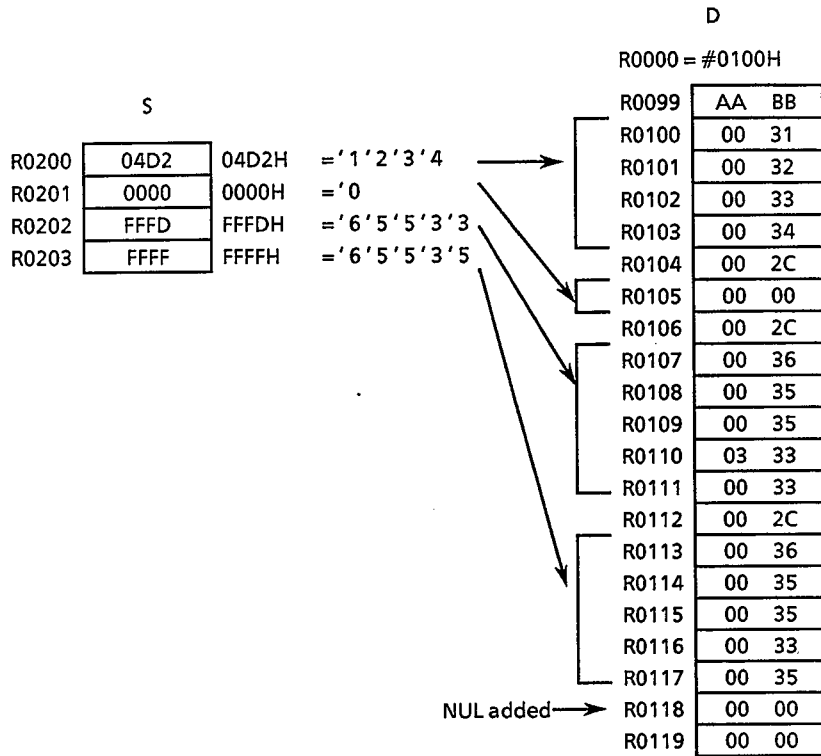 D
R0000 = #0100H
S
R0200 04D2 04D2H ='1'2'3'4
R0201 0000 0000H ='0
R0202 FFFD FFFDH ='6'5'5'3'3
R0203 FFFF FFFFH ='6'5'5'3'5
R0099 AA BB
R0100 00 31
R0101 00 32
R0102 00 33
R0103 00 34
R0104 00 2C
R0105 00 00
R0106 00 2C
R0107 00 36
R0108 00 35
R0109 00 35
R0110 03 33
R0111 00 33
R0112 00 2C
R0113 00 36
R0114 00 35
R0115 00 35
R0116 00 33
R0117 00 35
NUL added R0118 00 00
R0119 00 00